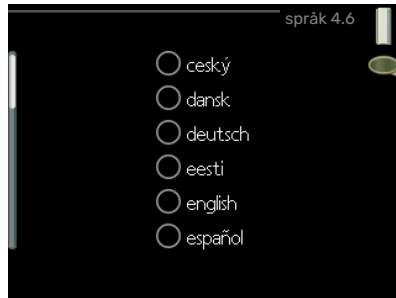 språk 4.6
ceský
dansk
deutsch
eesti
english
español